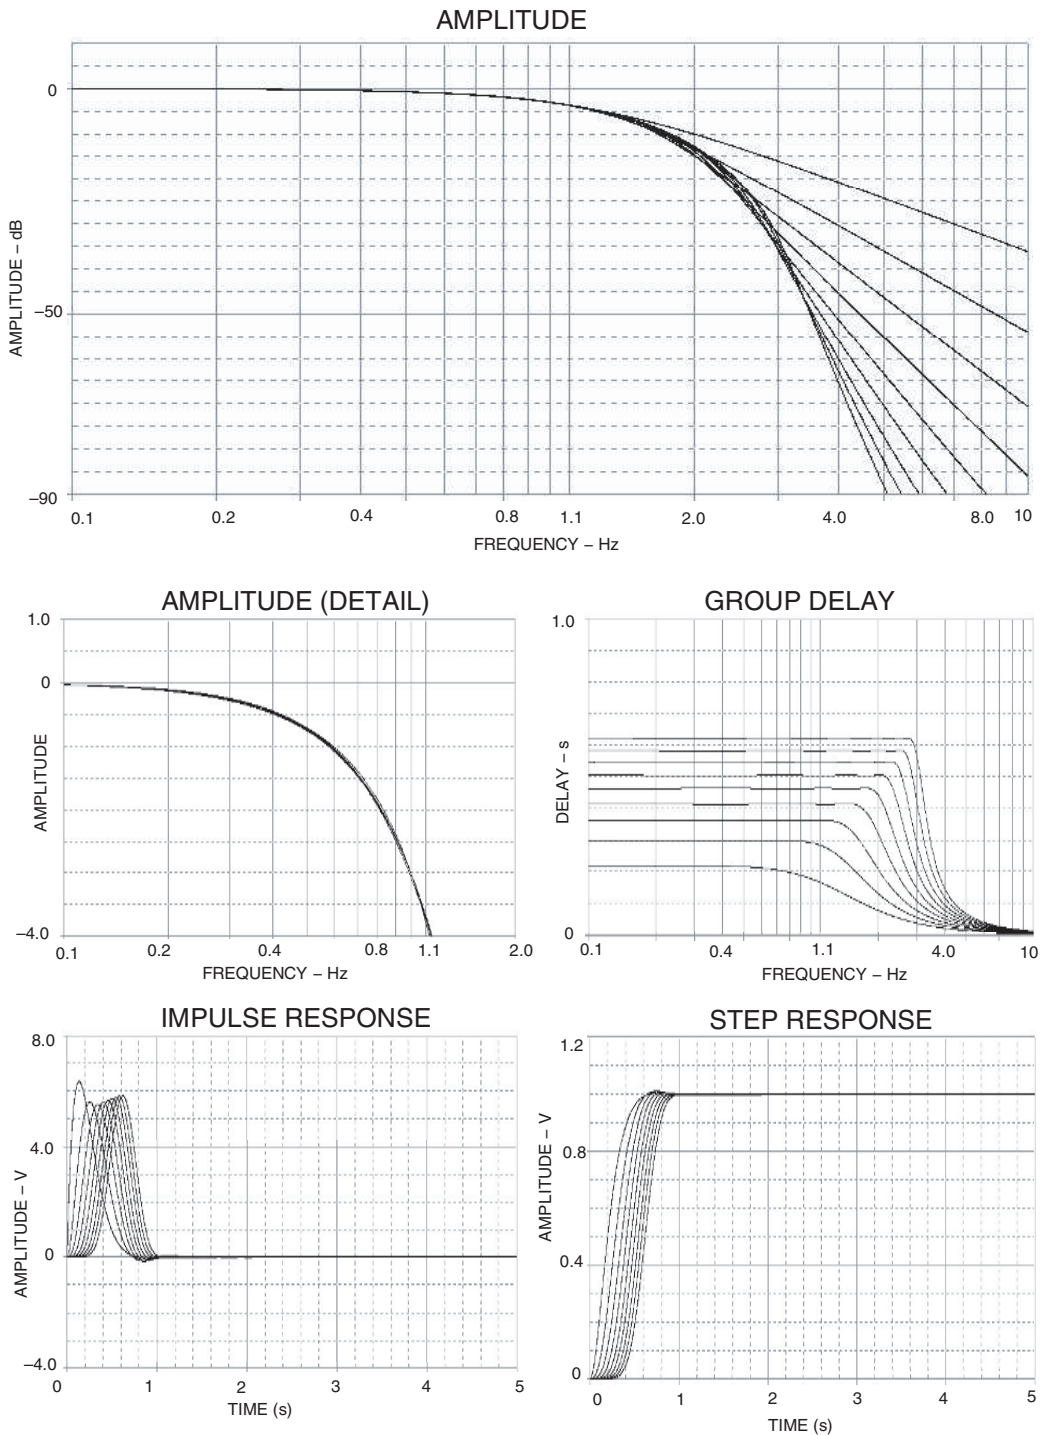 AMPLITUDE
0
−50
−90
AMPLITUDE – dB
0.1 0.2 0.4 0.8 1.1 2.0 4.0 8.0 10
FREQUENCY – Hz
AMPLITUDE (DETAIL)
1.0
0
−4.0
AMPLITUDE
0.1 0.2 0.4 0.8 1.1 2.0
FREQUENCY – Hz
GROUP DELAY
1.0
0
DELAY – s
0.1 0.4 1.1 4.0 10
FREQUENCY – Hz
IMPULSE RESPONSE
8.0
4.0
0
−4.0
AMPLITUDE – V
0 1 2 3 4 5
TIME (s)
STEP RESPONSE
1.2
0.8
0.4
0
AMPLITUDE – V
0 1 2 3 4 5
TIME (s)